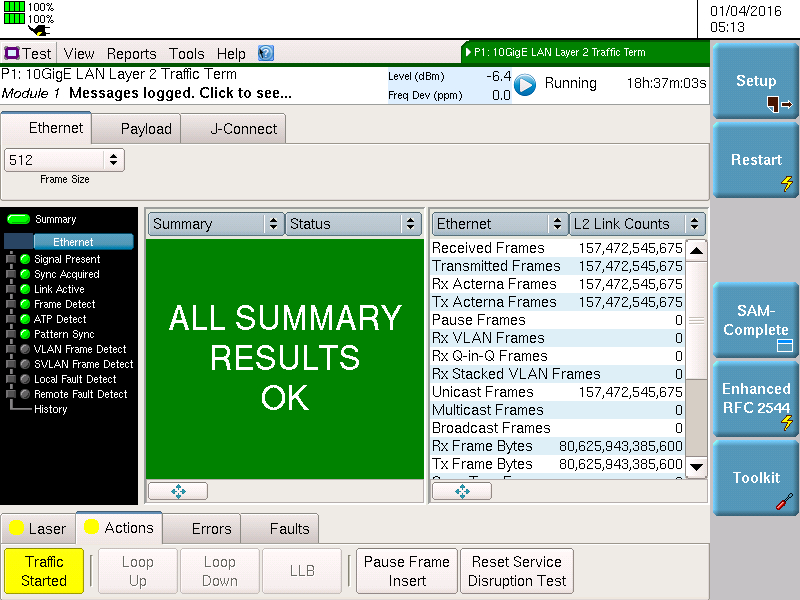 100%
100%
01/04/2016
05:13
Test View Reports Tools Help
P1: 10GigE LAN Layer 2 Traffic Term
P1: 10GigE LAN Layer 2 Traffic Term
Module 1 Messages logged. Click to see...
Level (dBm) -6.4
Freq Dev (ppm) 0.0
Running 18h:37m:03s
Setup
Restart
SAM-
Complete
Enhanced
RFC 2544
Toolkit
Ethernet Payload J-Connect
512
Frame Size
Summary
Ethernet
Signal Present
Sync Acquired
Link Active
Frame Detect
ATP Detect
Pattern Sync
VLAN Frame Detect
SVLAN Frame Detect
Local Fault Detect
Remote Fault Detect
History
Summary Status
ALL SUMMARY
RESULTS
OK
Ethernet L2 Link Counts
Received Frames 157,472,545,675
Transmitted Frames 157,472,545,675
Rx Acterna Frames 157,472,545,675
Tx Acterna Frames 157,472,545,675
Pause Frames 0
Rx VLAN Frames 0
Rx Q-in-Q Frames 0
Rx Stacked VLAN Frames 0
Unicast Frames 157,472,545,675
Multicast Frames 0
Broadcast Frames 0
Rx Frame Bytes 80,625,943,385,600
Tx Frame Bytes 80,625,943,385,600
Laser Actions Errors Faults
Traffic
Started
Loop
Up
Loop
Down
LLB
Pause Frame
Insert
Reset Service
Disruption Test